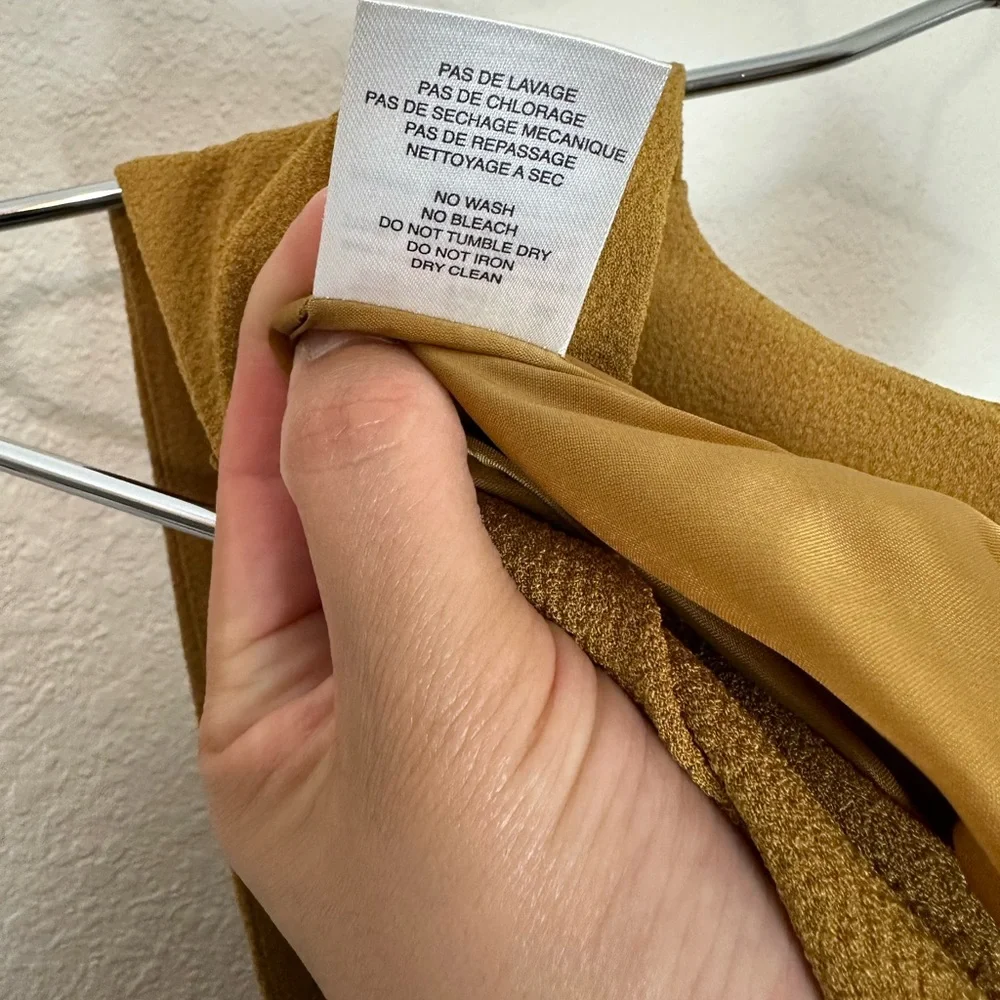 PAS DE LAVAGE
PAS DE CHLORAGE
PAS DE SECHAGE MECANIQUE
PAS DE REPASSAGE
NETTOYAGE A SEC
NO WASH
NO BLEACH
DO NOT TUMBLE DRY
DO NOT IRON
DRY CLEAN